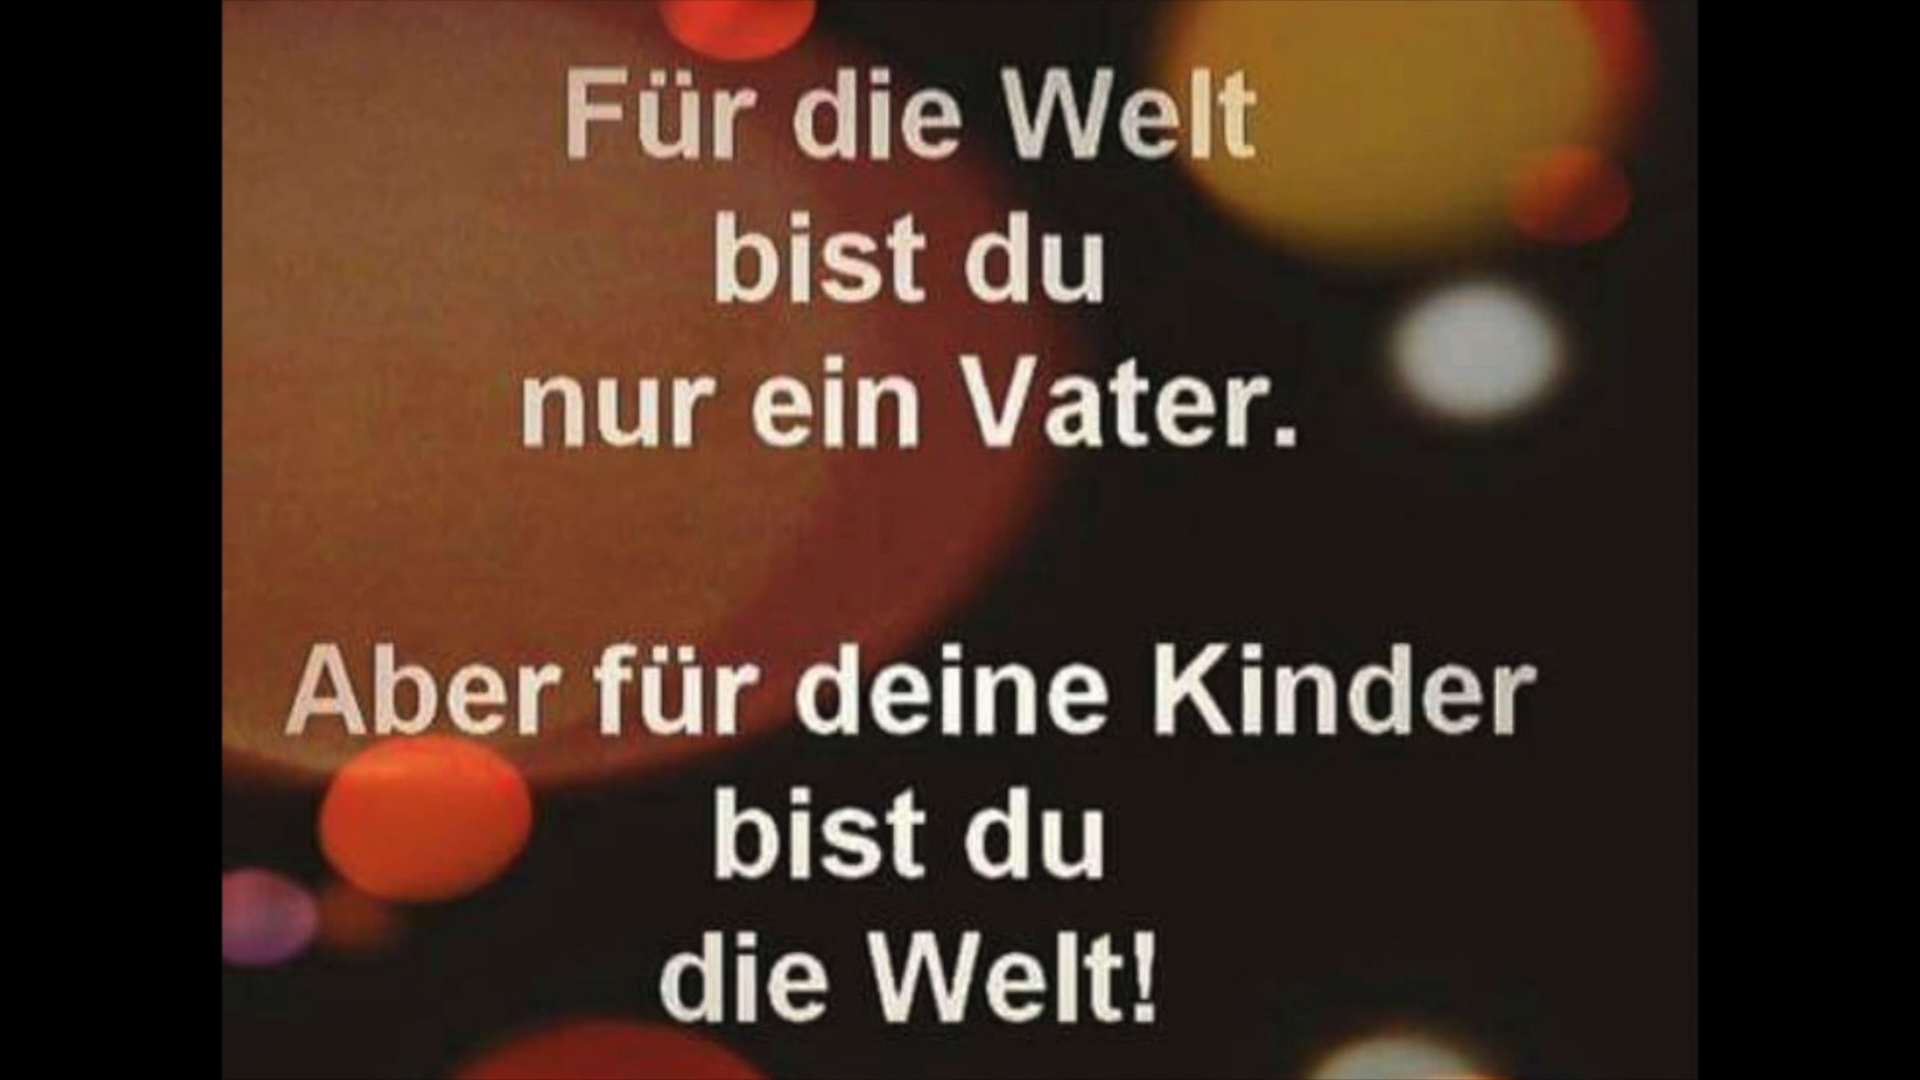 Für die Welt
bist du
nur ein Vater.
Aber für deine Kinder
bist du
die Welt!